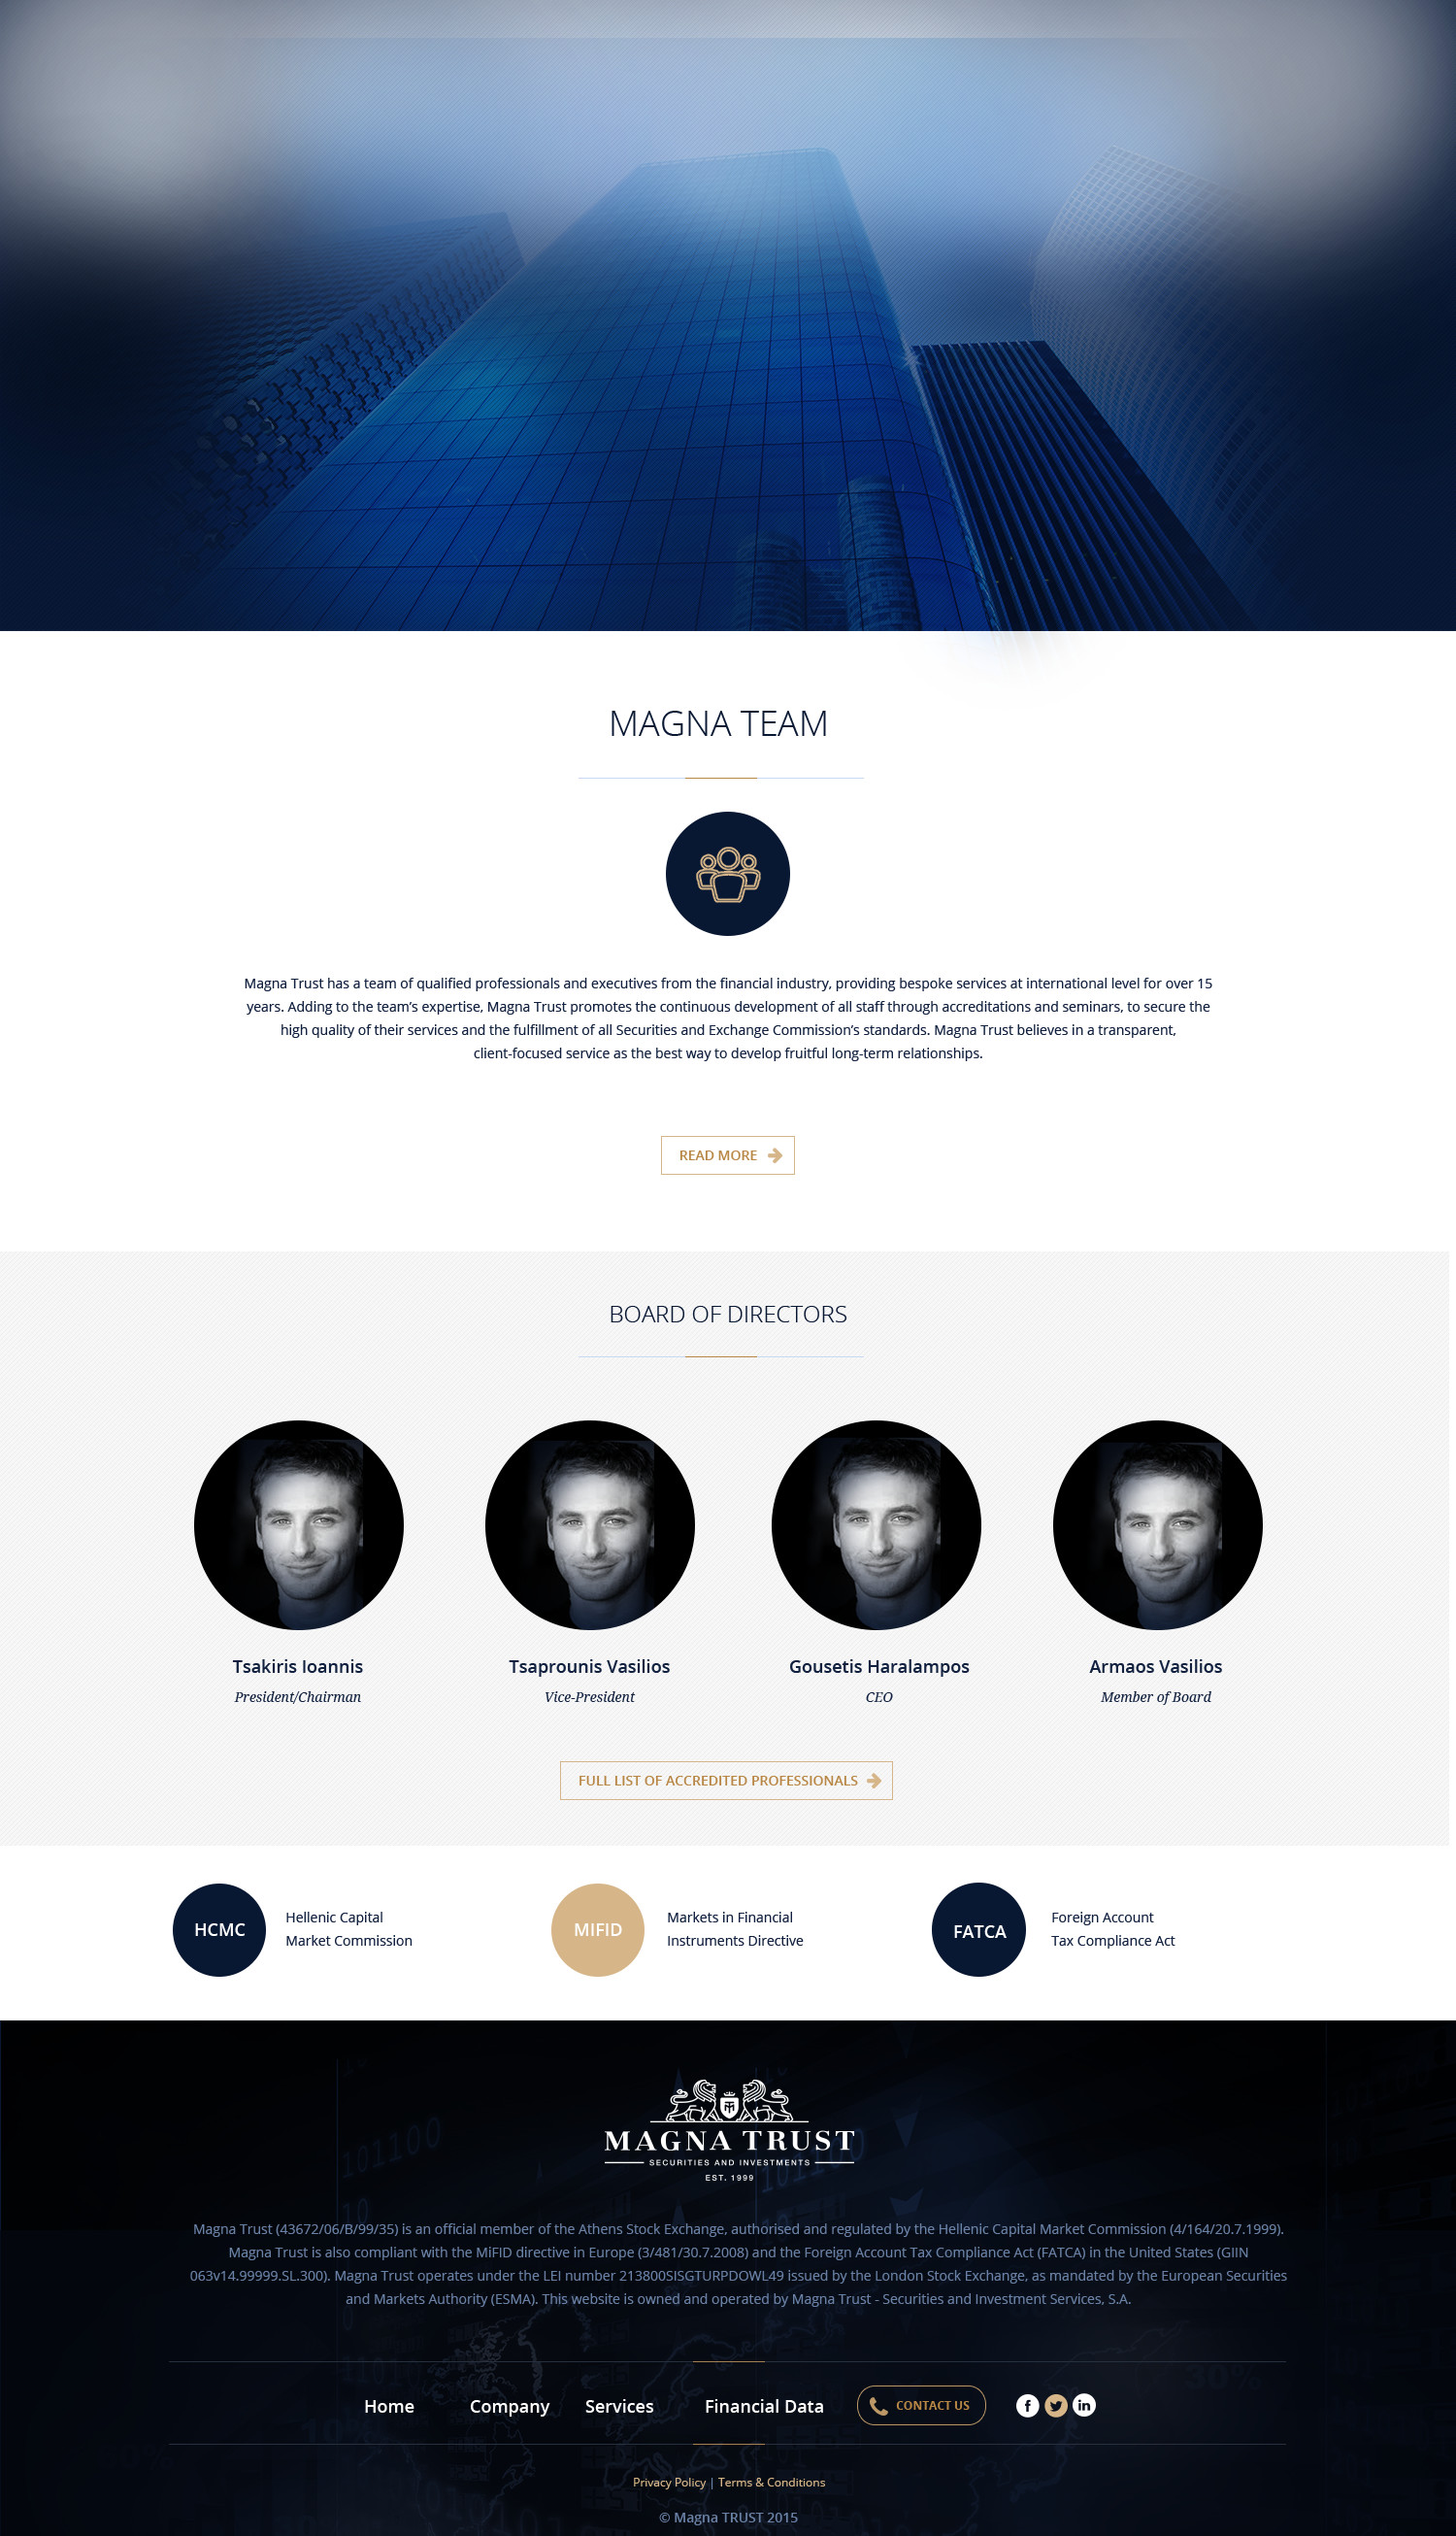 MAGNA TEAM
Magna Trust has a team of qualified professionals and executives from the financial industry, providing bespoke services at international level for over 15
years. Adding to the team’s expertise, Magna Trust promotes the continuous development of all staff through accreditations and seminars, to secure the
high quality of their services and the fulfillment of all Securities and Exchange Commission’s standards. Magna Trust believes in a transparent,
client-focused service as the best way to develop fruitful long-term relationships.
READ MORE
BOARD OF DIRECTORS
Tsakiris Ioannis
President/Chairman
Tsaprounis Vasilios
Vice-President
Gousetis Haralampos
CEO
Armaos Vasilios
Member of Board
FULL LIST OF ACCREDITED PROFESSIONALS
HCMC
Hellenic Capital
Market Commission
MIFID
Markets in Financial
Instruments Directive
FATCA
Foreign Account
Tax Compliance Act
MAGNA TRUST
SECURITIES AND INVESTMENTS
EST. 1999
Magna Trust (43672/06/B/99/35) is an official member of the Athens Stock Exchange, authorised and regulated by the Hellenic Capital Market Commission (4/164/20.7.1999).
Magna Trust is also compliant with the MiFID directive in Europe (3/481/30.7.2008) and the Foreign Account Tax Compliance Act (FATCA) in the United States (GIIN
063v14.99999.SL.300). Magna Trust operates under the LEI number 213800SISGTURPDOWL49 issued by the London Stock Exchange, as mandated by the European Securities
and Markets Authority (ESMA). This website is owned and operated by Magna Trust - Securities and Investment Services, S.A.
Home Company Services Financial Data CONTACT US
Privacy Policy | Terms & Conditions
© Magna TRUST 2015